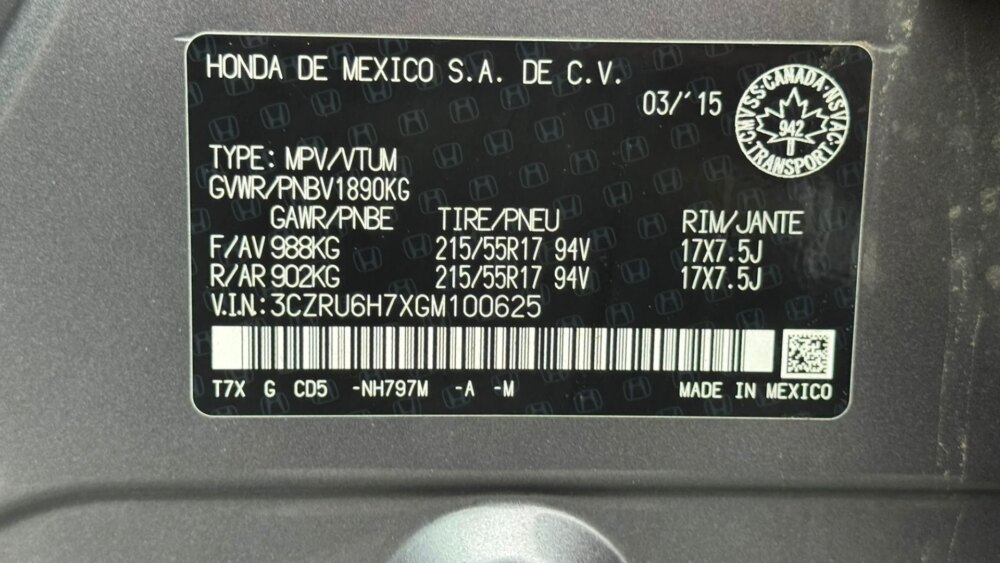 HONDA DE MEXICO S.A. DE C.V.
03/'15
CMVSS·CANADA·NSVAC·TRANSPORT
942
TYPE: MPV/VTUM
GVWR/PNBV1890KG
GAWR/PNBE TIRE/PNEU RIM/JANTE
F/AV 988KG 215/55R17 94V 17X7.5J
R/AR 902KG 215/55R17 94V 17X7.5J
V.I.N.: 3CZRU6H7XGM100625
T7X G CD5 -NH797M -A -M MADE IN MEXICO